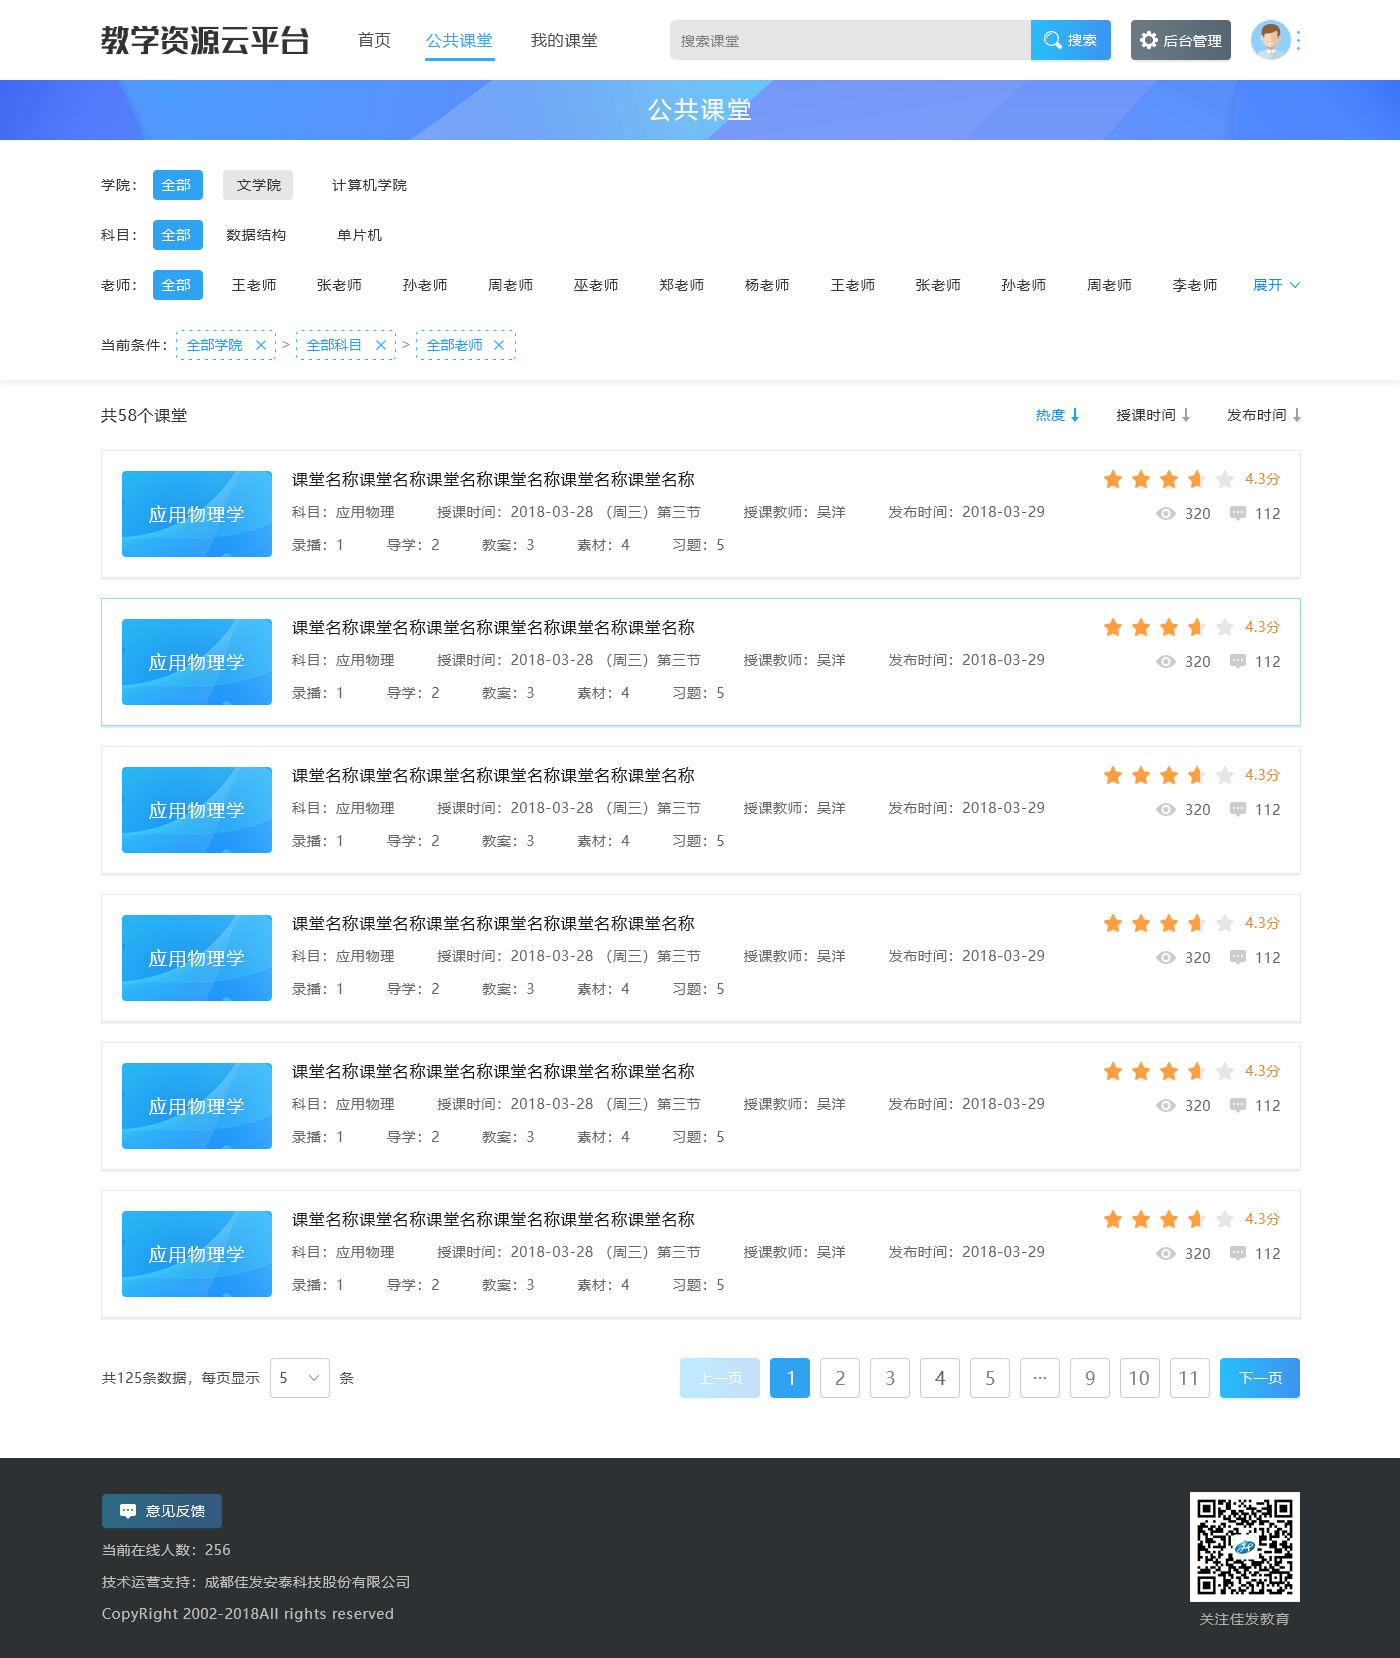 教学资源云平台 首页 公共课堂 我的课堂 搜索课堂 搜索 后台管理
公共课堂
学院： 全部 文学院 计算机学院
科目： 全部 数据结构 单片机
老师： 全部 王老师 张老师 孙老师 周老师 巫老师 郑老师 杨老师 王老师 张老师 孙老师 周老师 李老师 展开
当前条件： 全部学院 × > 全部科目 × > 全部老师 ×
共58个课堂 热度 授课时间 发布时间
应用物理学
课堂名称课堂名称课堂名称课堂名称课堂名称课堂名称 4.3分
科目：应用物理 授课时间：2018-03-28 （周三）第三节 授课教师：吴洋 发布时间：2018-03-29 320 112
录播：1 导学：2 教案：3 素材：4 习题：5
应用物理学
课堂名称课堂名称课堂名称课堂名称课堂名称课堂名称 4.3分
科目：应用物理 授课时间：2018-03-28 （周三）第三节 授课教师：吴洋 发布时间：2018-03-29 320 112
录播：1 导学：2 教案：3 素材：4 习题：5
应用物理学
课堂名称课堂名称课堂名称课堂名称课堂名称课堂名称 4.3分
科目：应用物理 授课时间：2018-03-28 （周三）第三节 授课教师：吴洋 发布时间：2018-03-29 320 112
录播：1 导学：2 教案：3 素材：4 习题：5
应用物理学
课堂名称课堂名称课堂名称课堂名称课堂名称课堂名称 4.3分
科目：应用物理 授课时间：2018-03-28 （周三）第三节 授课教师：吴洋 发布时间：2018-03-29 320 112
录播：1 导学：2 教案：3 素材：4 习题：5
应用物理学
课堂名称课堂名称课堂名称课堂名称课堂名称课堂名称 4.3分
科目：应用物理 授课时间：2018-03-28 （周三）第三节 授课教师：吴洋 发布时间：2018-03-29 320 112
录播：1 导学：2 教案：3 素材：4 习题：5
应用物理学
课堂名称课堂名称课堂名称课堂名称课堂名称课堂名称 4.3分
科目：应用物理 授课时间：2018-03-28 （周三）第三节 授课教师：吴洋 发布时间：2018-03-29 320 112
录播：1 导学：2 教案：3 素材：4 习题：5
共125条数据，每页显示 5 条 上一页 1 2 3 4 5 ··· 9 10 11 下一页
意见反馈
当前在线人数：256
技术运营支持：成都佳发安泰科技股份有限公司
CopyRight 2002-2018All rights reserved
关注佳发教育